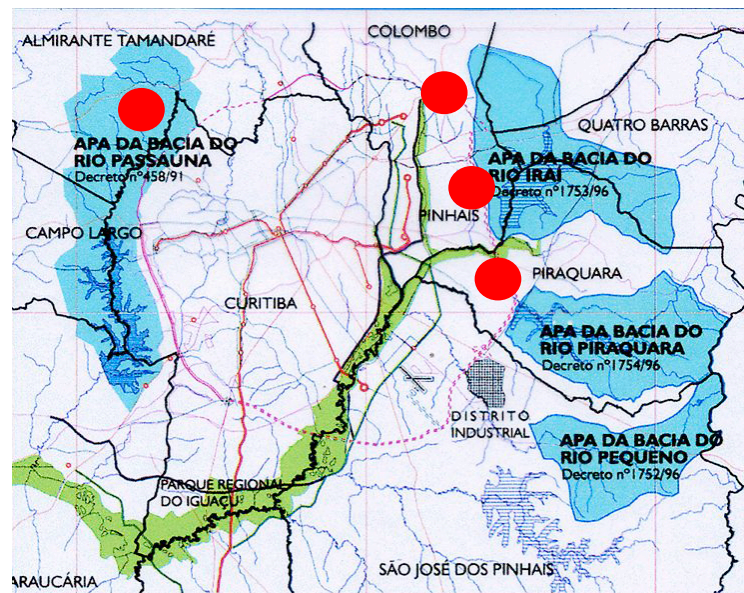 COLOMBO
ALMIRANTE TAMANDARÉ
QUATRO BARRAS
APA DA BACIA DO
RIO PASSAUNA
Decreto nº458/91
APA DA BACIA DO
RIO IRAI
Decreto nº1753/96
PINHAIS
CAMPO LARGO
PIRAQUARA
CURITIBA
APA DA BACIA DO
RIO PIRAQUARA
Decreto nº1754/96
DISTRITO
INDUSTRIAL
APA DA BACIA DO
RIO PEQUENO
Decreto nº1752/96
PARQUE REGIONAL
DO IGUAÇU
SÃO JOSÉ DOS PINHAIS
ARAUCÁRIA